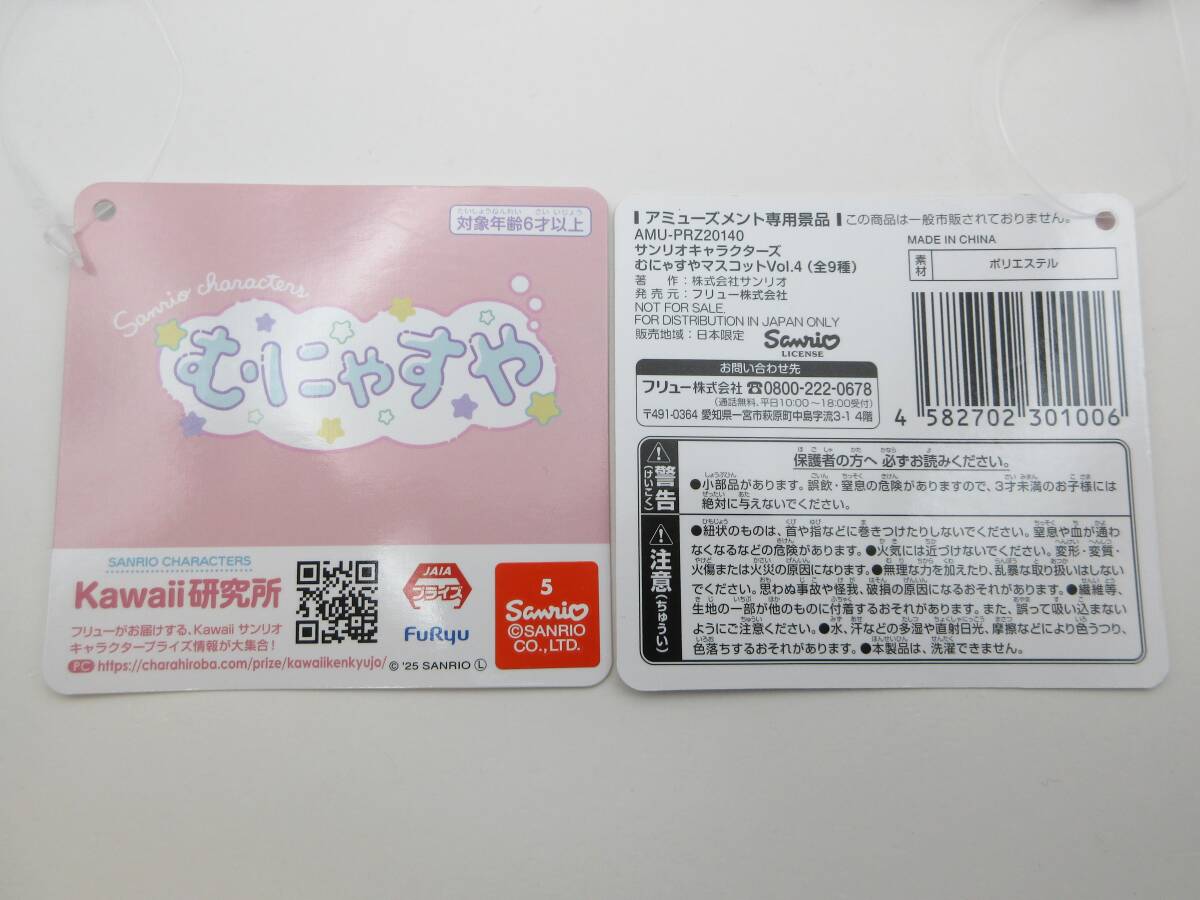 たいしょうねんれい さい いじょう
対象年齢6才以上
Sanrio characters
むにゃすや
SANRIO CHARACTERS
Kawaii研究所
フリューがお届けする、Kawaii サンリオ
キャラクタープライズ情報が大集合!
PC https://charahiroba.com/prize/kawaiikenkyujo/
JAIA
プライズ
FuRyu
© '25 SANRIO Ⓛ
5
Sanrio
©SANRIO
CO., LTD.
アミューズメント専用景品 この商品は一般市販されておりません。
AMU-PRZ20140
サンリオキャラクターズ
むにゃすやマスコットVol.4 (全9種)
著 作:株式会社サンリオ
発 売 元:フリュー株式会社
NOT FOR SALE.
FOR DISTRIBUTION IN JAPAN ONLY
販売地域:日本限定
Sanrio
LICENSE
MADE IN CHINA
素材 ポリエステル
お問い合わせ先
フリュー株式会社☎0800-222-0678
(通話無料、平日10:00~18:00受付)
〒491-0364 愛知県一宮市萩原町中島字流3-1 4階
4 582702 301006
警告(けいこく)
保護者の方へ 必ずお読みください。
●小部品があります。誤飲・窒息の危険がありますので、3才未満のお子様には
絶対に与えないでください。
注意(ちゅうい)
●紐状のものは、首や指などに巻きつけたりしないでください。窒息や血が通わ
なくなるなどの危険があります。●火気には近づけないでください。変形・変質・
火傷または火災の原因になります。●無理な力を加えたり、乱暴な取り扱いはしない
でください。思わぬ事故や怪我、破損の原因になるおそれがあります。●繊維等、
生地の一部が他のものに付着するおそれがあります。また、誤って吸い込まない
ようにご注意ください。●水、汗などの多湿や直射日光、摩擦などにより色うつり、
色落ちするおそれがあります。●本製品は、洗濯できません。